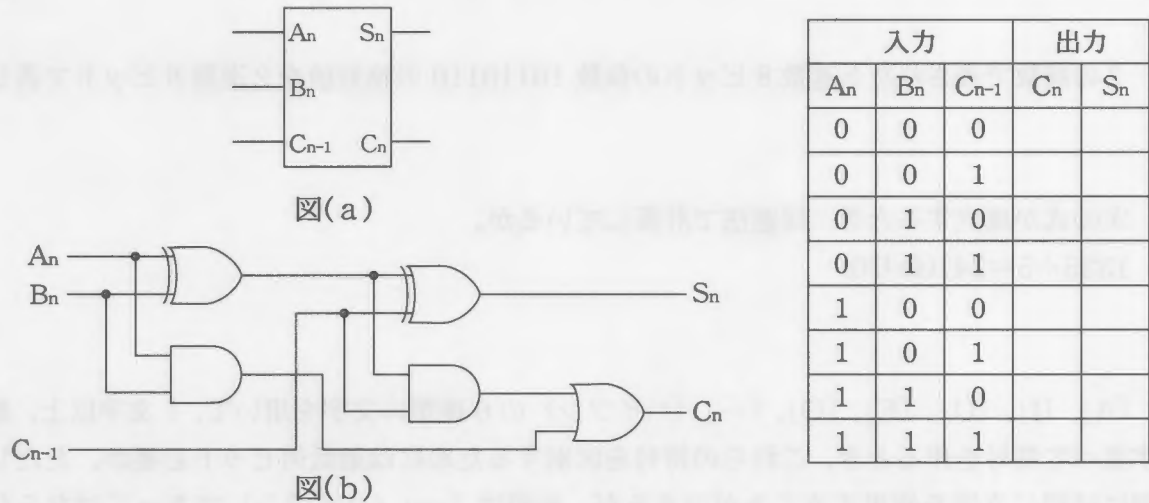 An Sn
Bn
Cn-1 Cn
図(a)
An
Bn
Sn
Cn
Cn-1
図(b)
入力 出力
An Bn Cn-1 Cn Sn
0 0 0
0 0 1
0 1 0
0 1 1
1 0 0
1 0 1
1 1 0
1 1 1